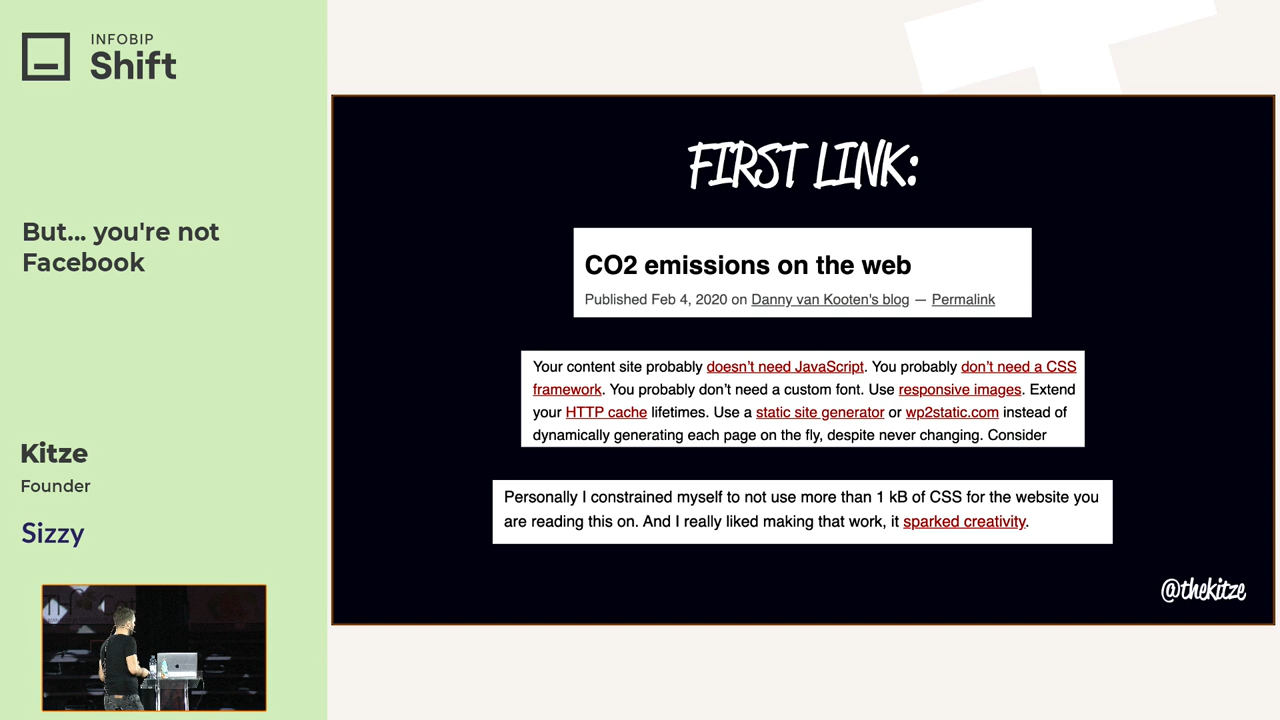 INFOBIP
Shift
But... you're not
Facebook
Kitze
Founder
Sizzy
FIRST LINK:
CO2 emissions on the web
Published Feb 4, 2020 on Danny van Kooten's blog — Permalink
Your content site probably doesn't need JavaScript. You probably don't need a CSS
framework. You probably don't need a custom font. Use responsive images. Extend
your HTTP cache lifetimes. Use a static site generator or wp2static.com instead of
dynamically generating each page on the fly, despite never changing. Consider
Personally I constrained myself to not use more than 1 kB of CSS for the website you
are reading this on. And I really liked making that work, it sparked creativity.
@thekitze